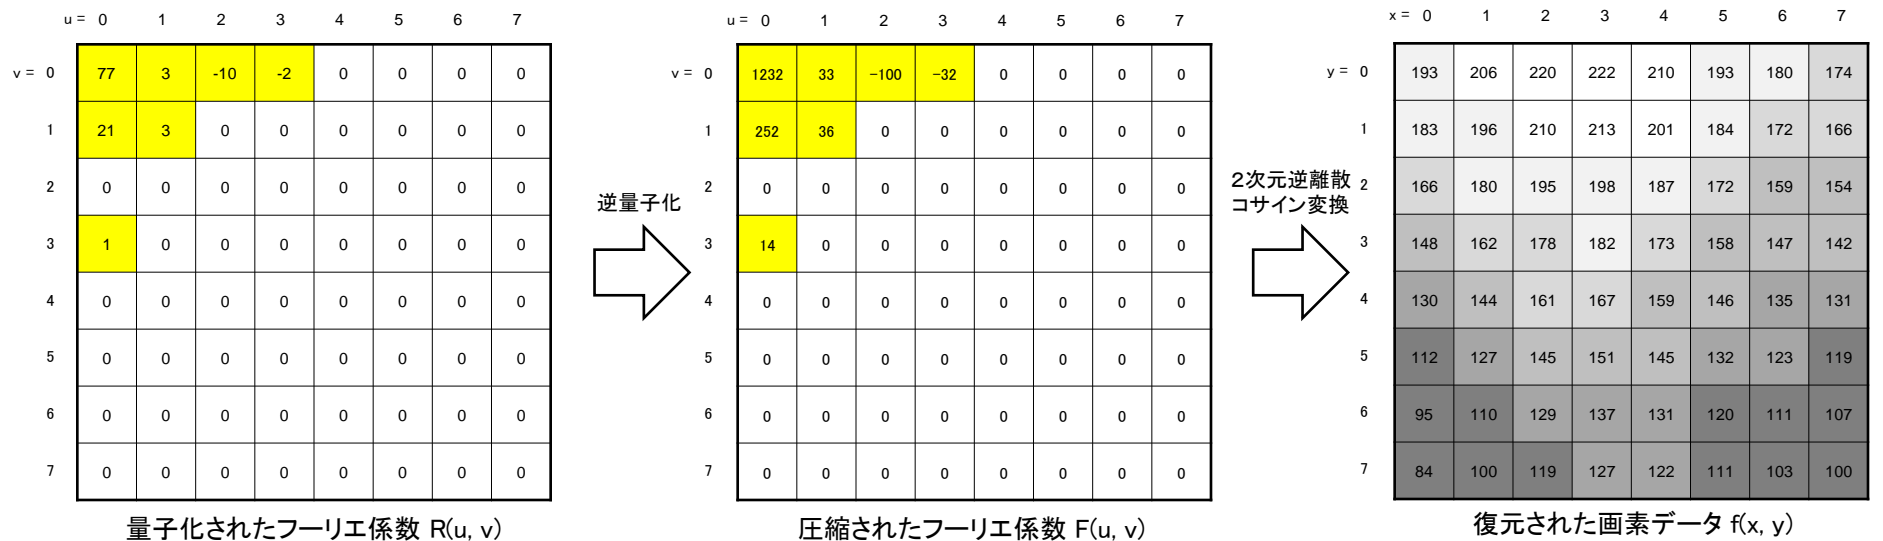 u = 0 1 2 3 4 5 6 7
v = 0 77 3 -10 -2 0 0 0 0
1 21 3 0 0 0 0 0 0
2 0 0 0 0 0 0 0 0
3 1 0 0 0 0 0 0 0
4 0 0 0 0 0 0 0 0
5 0 0 0 0 0 0 0 0
6 0 0 0 0 0 0 0 0
7 0 0 0 0 0 0 0 0
量子化されたフーリエ係数 R(u, v)
逆量子化
u = 0 1 2 3 4 5 6 7
v = 0 1232 33 -100 -32 0 0 0 0
1 252 36 0 0 0 0 0 0
2 0 0 0 0 0 0 0 0
3 14 0 0 0 0 0 0 0
4 0 0 0 0 0 0 0 0
5 0 0 0 0 0 0 0 0
6 0 0 0 0 0 0 0 0
7 0 0 0 0 0 0 0 0
圧縮されたフーリエ係数 F(u, v)
2次元逆離散
コサイン変換
x = 0 1 2 3 4 5 6 7
y = 0 193 206 220 222 210 193 180 174
1 183 196 210 213 201 184 172 166
2 166 180 195 198 187 172 159 154
3 148 162 178 182 173 158 147 142
4 130 144 161 167 159 146 135 131
5 112 127 145 151 145 132 123 119
6 95 110 129 137 131 120 111 107
7 84 100 119 127 122 111 103 100
復元された画素データ f(x, y)